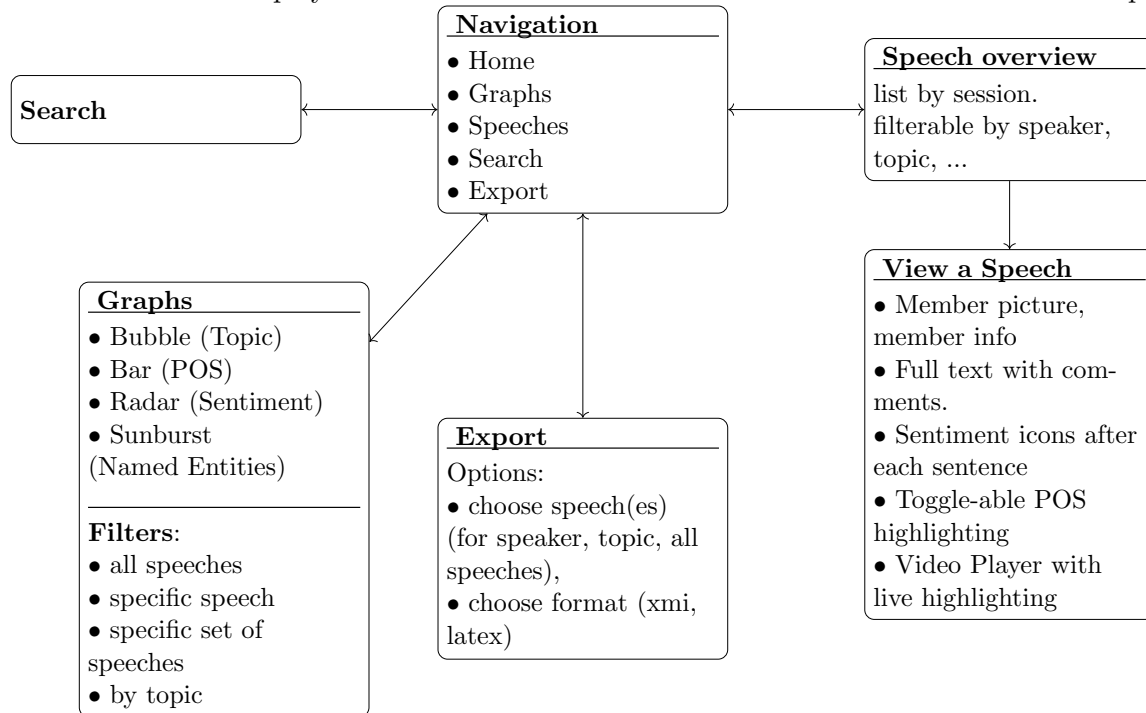 Navigation
• Home
• Graphs
• Speeches
• Search
• Export
Search
Speech overview
list by session.
filterable by speaker,
topic, ...
Graphs
• Bubble (Topic)
• Bar (POS)
• Radar (Sentiment)
• Sunburst
(Named Entities)
Filters:
• all speeches
• specific speech
• specific set of
speeches
• by topic
Export
Options:
• choose speech(es)
(for speaker, topic, all
speeches),
• choose format (xmi,
latex)
View a Speech
• Member picture,
member info
• Full text with com-
ments.
• Sentiment icons after
each sentence
• Toggle-able POS
highlighting
• Video Player with
live highlighting